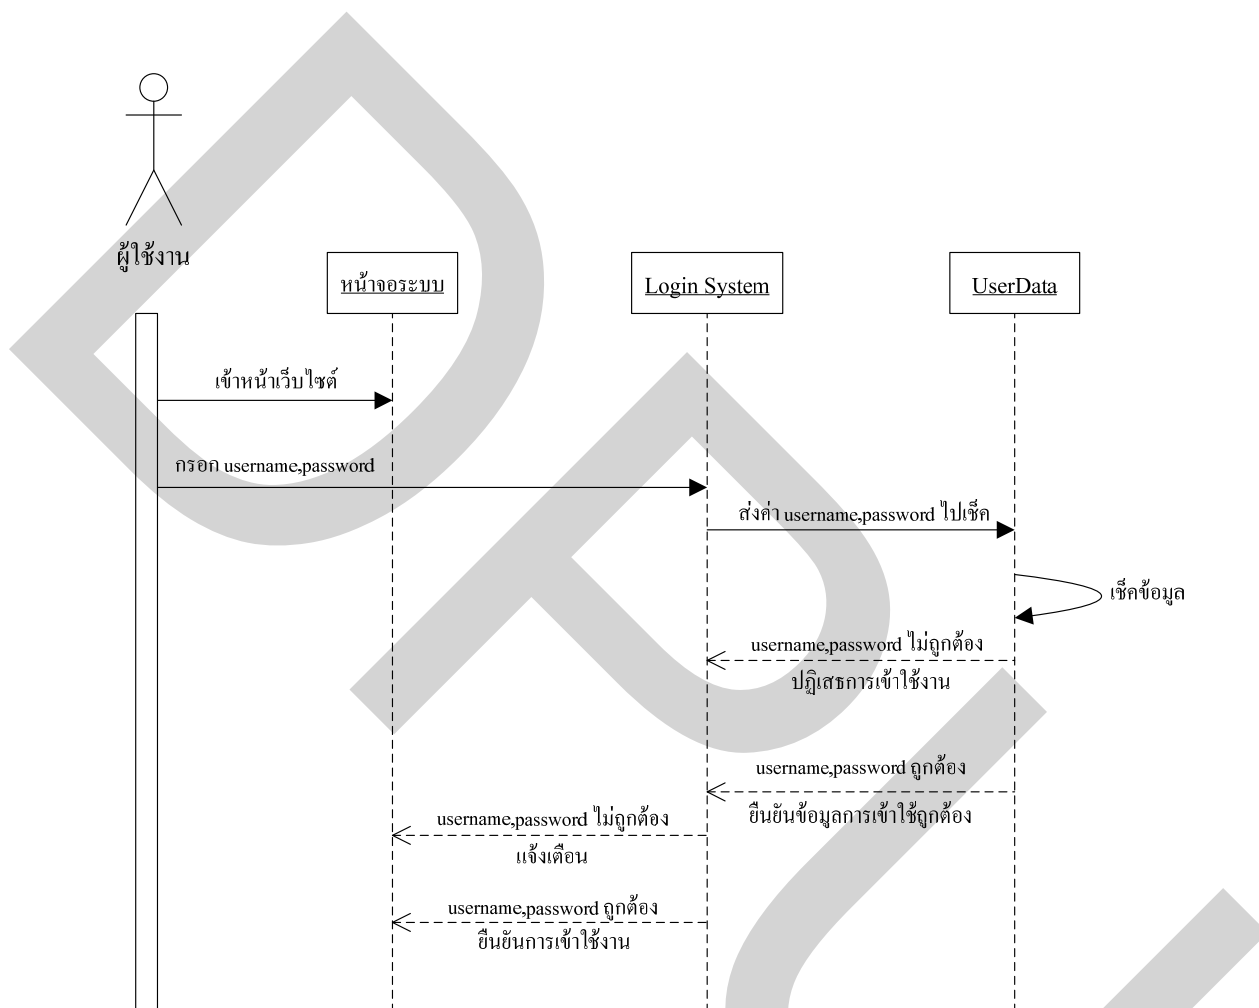 ผู้ใช้งาน
หน้าจอระบบ
Login System
UserData
เข้าหน้าเว็บไซต์
กรอก username,password
ส่งค่า username,password ไปเช็ค
เช็คข้อมูล
username,password ไม่ถูกต้อง
ปฏิเสธการเข้าใช้งาน
username,password ถูกต้อง
ยืนยันข้อมูลการเข้าใช้ถูกต้อง
username,password ไม่ถูกต้อง
แจ้งเตือน
username,password ถูกต้อง
ยืนยันการเข้าใช้งาน